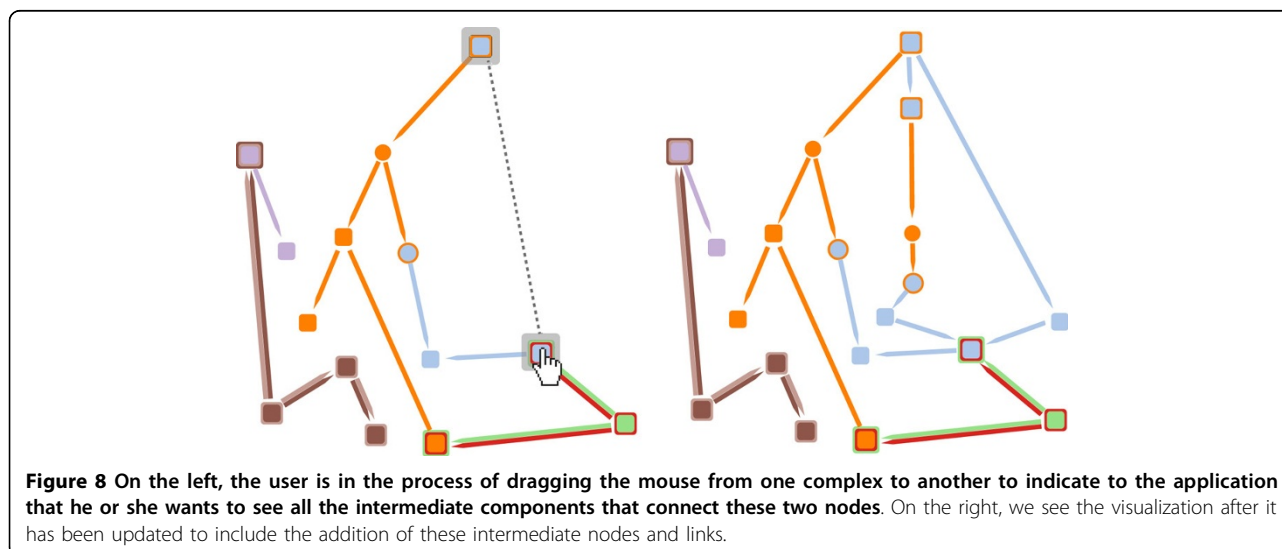 Figure 8 On the left, the user is in the process of dragging the mouse from one complex to another to indicate to the application
that he or she wants to see all the intermediate components that connect these two nodes. On the right, we see the visualization after it
has been updated to include the addition of these intermediate nodes and links.